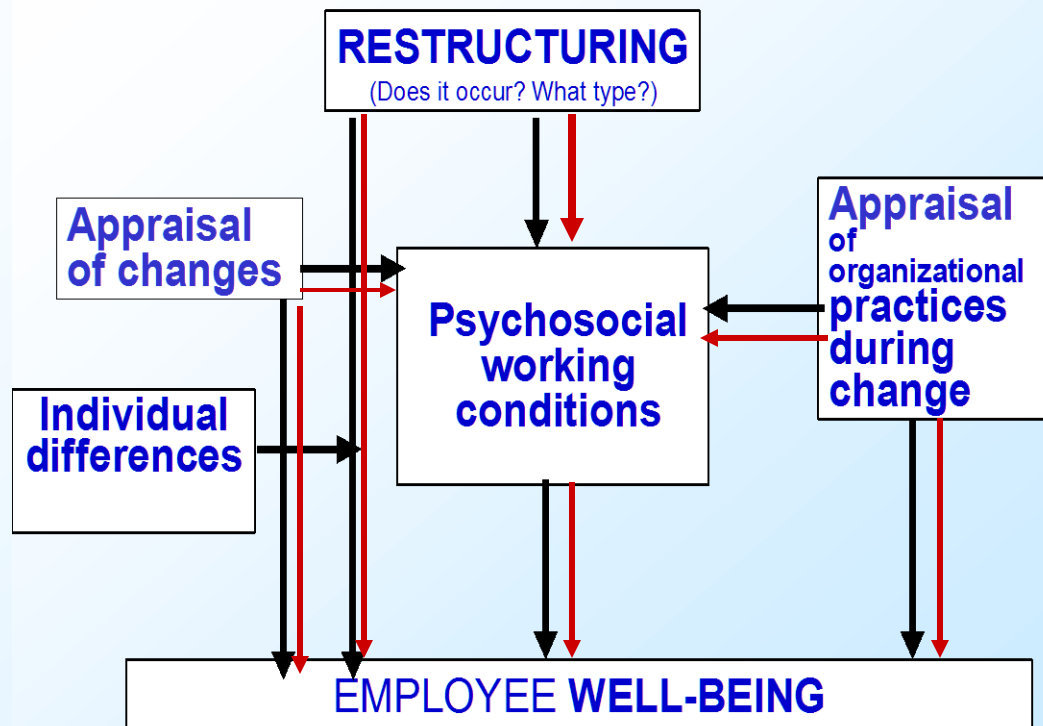 RESTRUCTURING
(Does it occur? What type?)
Appraisal
of changes
Appraisal
of
organizational
practices
during
change
Psychosocial
working
conditions
Individual
differences
EMPLOYEE WELL-BEING